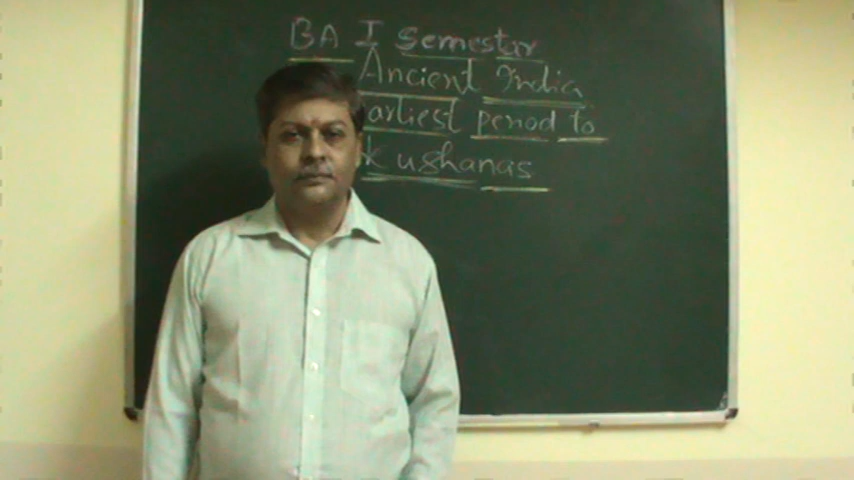 BA I Semester
Ancient India
arliest period to
Kushanas